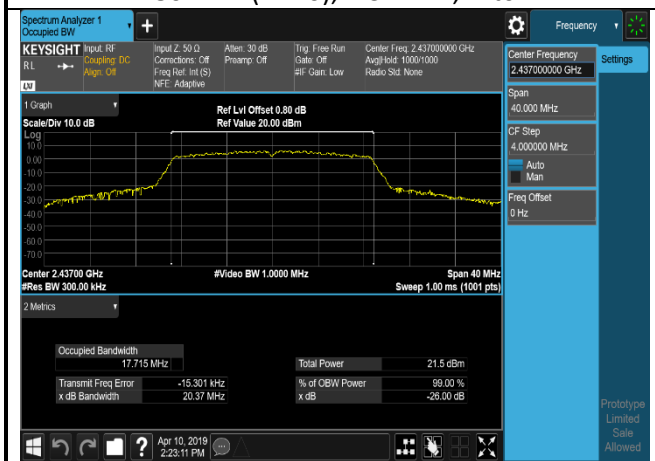 Spectrum Analyzer 1
Occupied BW
+
Frequency
KEYSIGHT
RL
LXI
Input: RF
Coupling: DC
Align: Off
Input Z: 50 Ω
Corrections: Off
Freq Ref: Int (S)
NFE: Adaptive
Atten: 30 dB
Preamp: Off
Trig: Free Run
Gate: Off
#IF Gain: Low
Center Freq: 2.437000000 GHz
Avg|Hold: 1000/1000
Radio Std: None
Center Frequency
2.437000000 GHz
Settings
Span
40.000 MHz
CF Step
4.000000 MHz
Auto
Man
Freq Offset
0 Hz
1 Graph
Scale/Div 10.0 dB
Ref Lvl Offset 0.80 dB
Ref Value 20.00 dBm
Log
10.0
0.00
-10.0
-20.0
-30.0
-40.0
-50.0
-60.0
-70.0
Center 2.43700 GHz
#Video BW 1.0000 MHz
Span 40 MHz
#Res BW 300.00 kHz
Sweep 1.00 ms (1001 pts)
2 Metrics
Occupied Bandwidth
17.715 MHz
Total Power 21.5 dBm
Transmit Freq Error -15.301 kHz
% of OBW Power 99.00 %
x dB Bandwidth 20.37 MHz
x dB -26.00 dB
Prototype
Limited
Sale
Allowed
?
Apr 10, 2019
2:23:11 PM